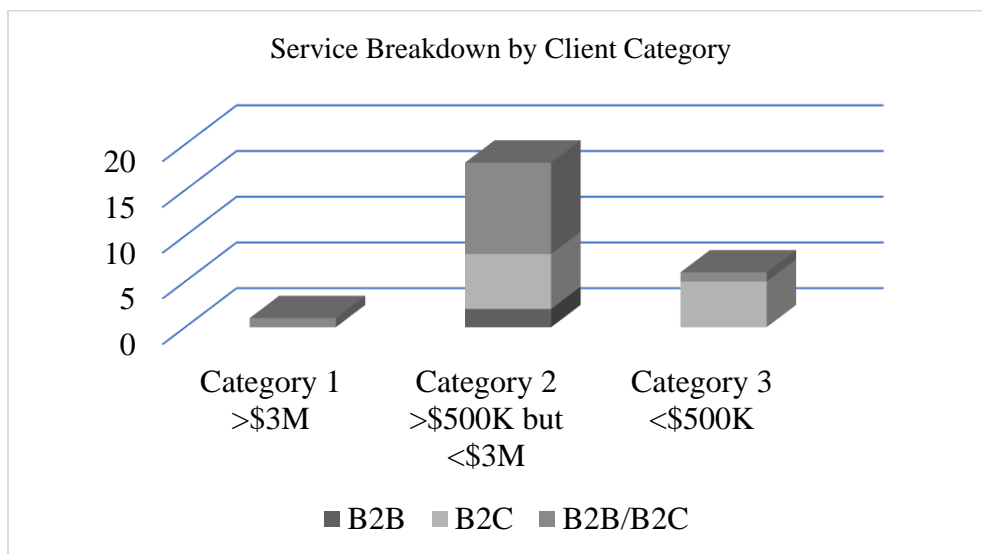 Service Breakdown by Client Category
20
15
10
5
0
Category 1
>$3M
Category 2
>$500K but
<$3M
Category 3
<$500K
B2B B2C B2B/B2C